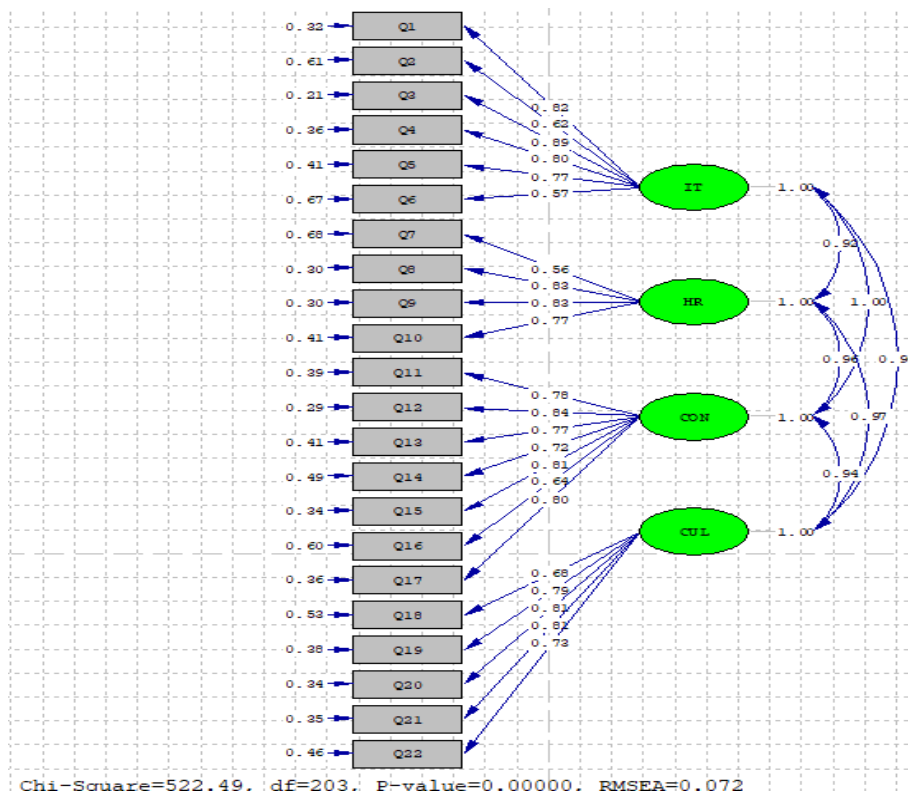 0.32 Q1
0.61 Q2
0.21 Q3
0.36 Q4
0.41 Q5
0.67 Q6
0.68 Q7
0.30 Q8
0.30 Q9
0.41 Q10
0.39 Q11
0.29 Q12
0.41 Q13
0.49 Q14
0.34 Q15
0.60 Q16
0.36 Q17
0.53 Q18
0.38 Q19
0.34 Q20
0.35 Q21
0.46 Q22
0.82
0.62
0.89
0.80
0.77
0.57
0.56
0.83
0.83
0.77
0.78
0.84
0.77
0.72
0.81
0.64
0.80
0.68
0.79
0.81
0.81
0.73
IT 1.00
HR 1.00
CON 1.00
CUL 1.00
0.92
1.00
0.96
0.9
0.97
0.94
Chi-Square=522.49, df=203, P-value=0.00000, RMSEA=0.072